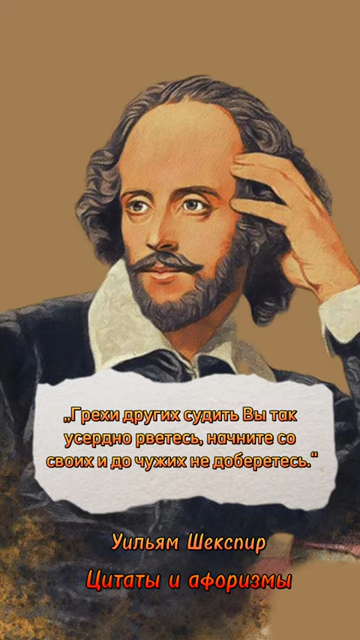 „Грехи других судить Вы так
усердно рветесь, начните со
своих и до чужих не доберетесь.“
Уильям Шекспир
Цитаты и афоризмы